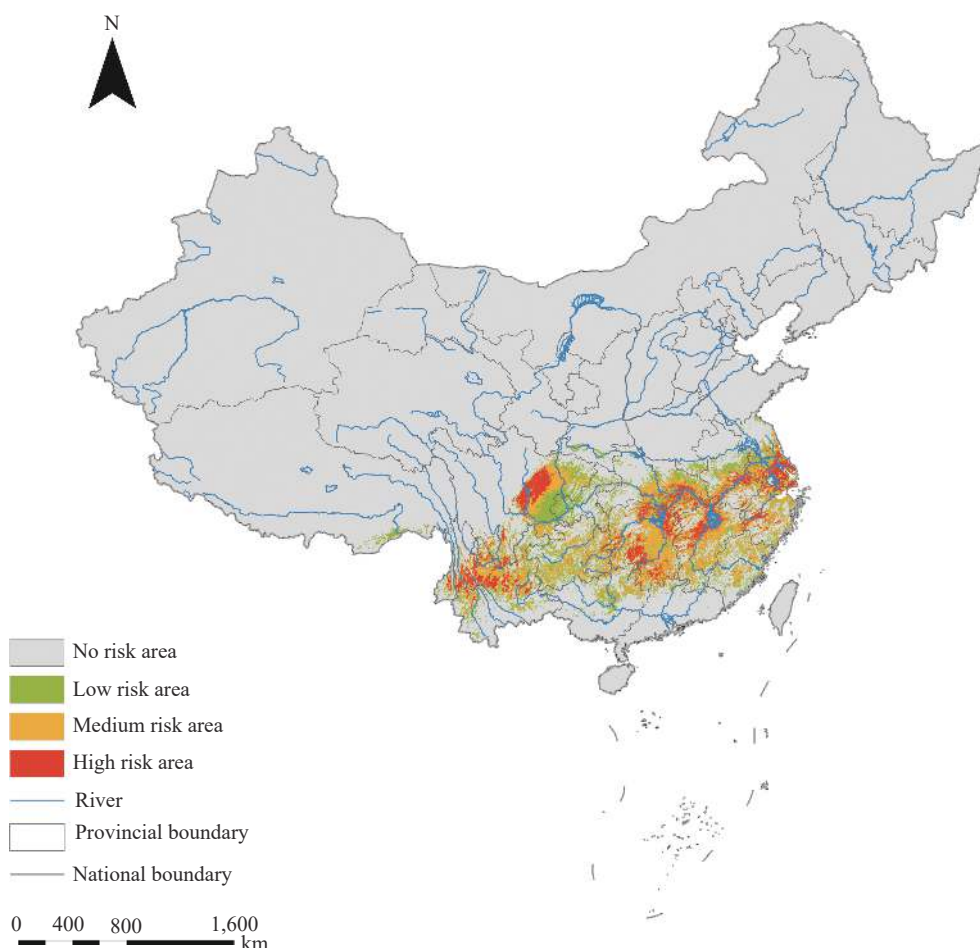 N
No risk area
Low risk area
Medium risk area
High risk area
River
Provincial boundary
National boundary
0 400 800 1,600
km